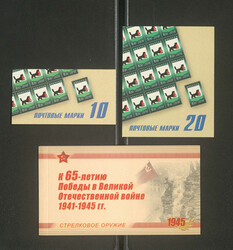 ПОЧТОВЫЕ МАРКИ 10
ПОЧТОВЫЕ МАРКИ 20
К 65-летию
Победы в Великой
Отечественной войне
1941-1945 гг.
СТРЕЛКОВОЕ ОРУЖИЕ
1945